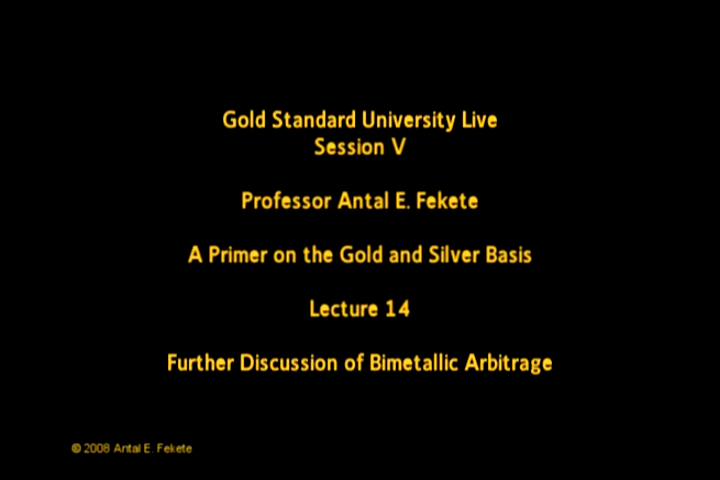 Gold Standard University Live
Session V
Professor Antal E. Fekete
A Primer on the Gold and Silver Basis
Lecture 14
Further Discussion of Bimetallic Arbitrage
© 2008 Antal E. Fekete